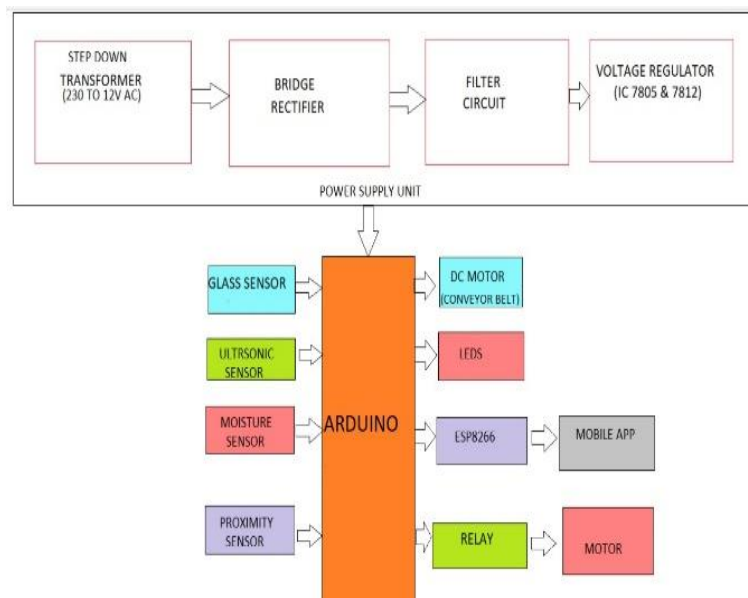 STEP DOWN
TRANSFORMER
(230 TO 12V AC)
BRIDGE
RECTIFIER
FILTER
CIRCUIT
VOLTAGE REGULATOR
(IC 7805 & 7812)
POWER SUPPLY UNIT
GLASS SENSOR
ULTRSONIC
SENSOR
MOISTURE
SENSOR
PROXIMITY
SENSOR
ARDUINO
DC MOTOR
(CONVEYOR BELT)
LEDS
ESP8266
MOBILE APP
RELAY
MOTOR